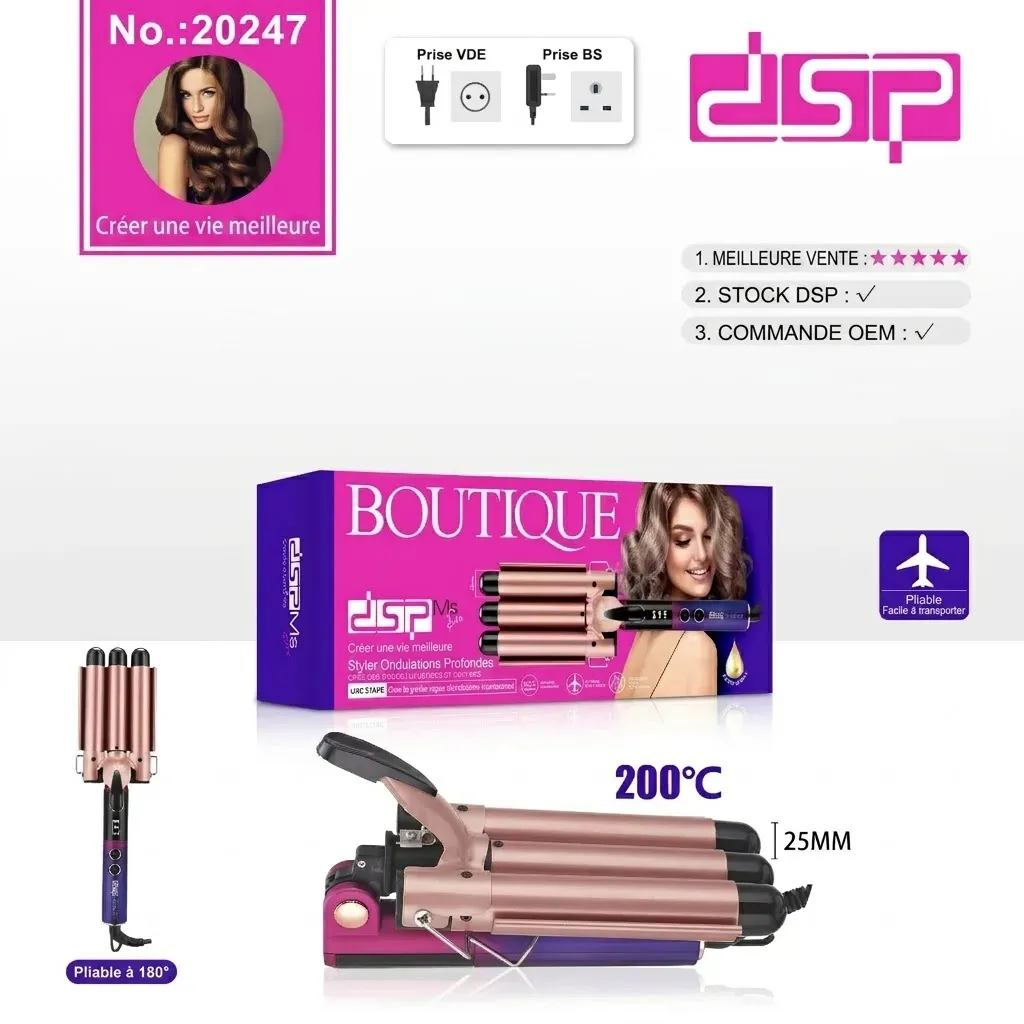 No.:20247
Créer une vie meilleure
Prise VDE
Prise BS
dsp
1. MEILLEURE VENTE :★★★★★
2. STOCK DSP : √
3. COMMANDE OEM : √
BOUTIQUE
dsp
dsp
Créer une vie meilleure
Styler Ondulations Profondes
Pliable
Facile à transporter
200°C
25MM
Pliable à 180°